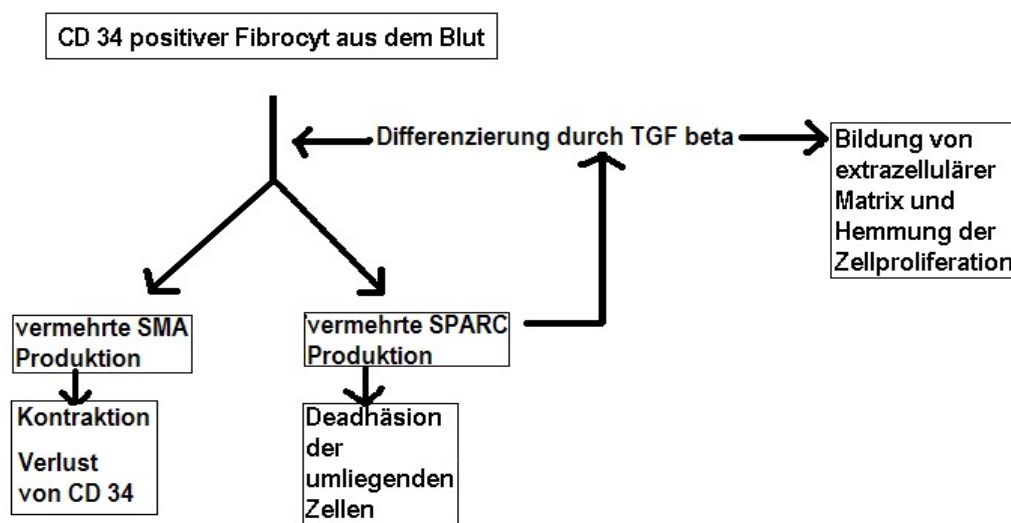 CD 34 positiver Fibrocyt aus dem Blut
Differenzierung durch TGF beta
Bildung von
extrazellulärer
Matrix und
Hemmung der
Zellproliferation
vermehrte SMA
Produktion
vermehrte SPARC
Produktion
Kontraktion
Verlust
von CD 34
Deadhäsion
der
umliegenden
Zellen